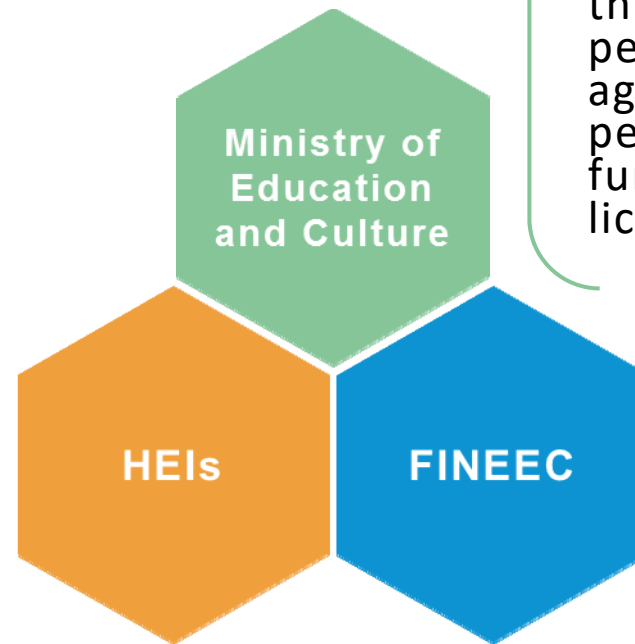 Ministry of
Education
and Culture
HEIs
FINEEC